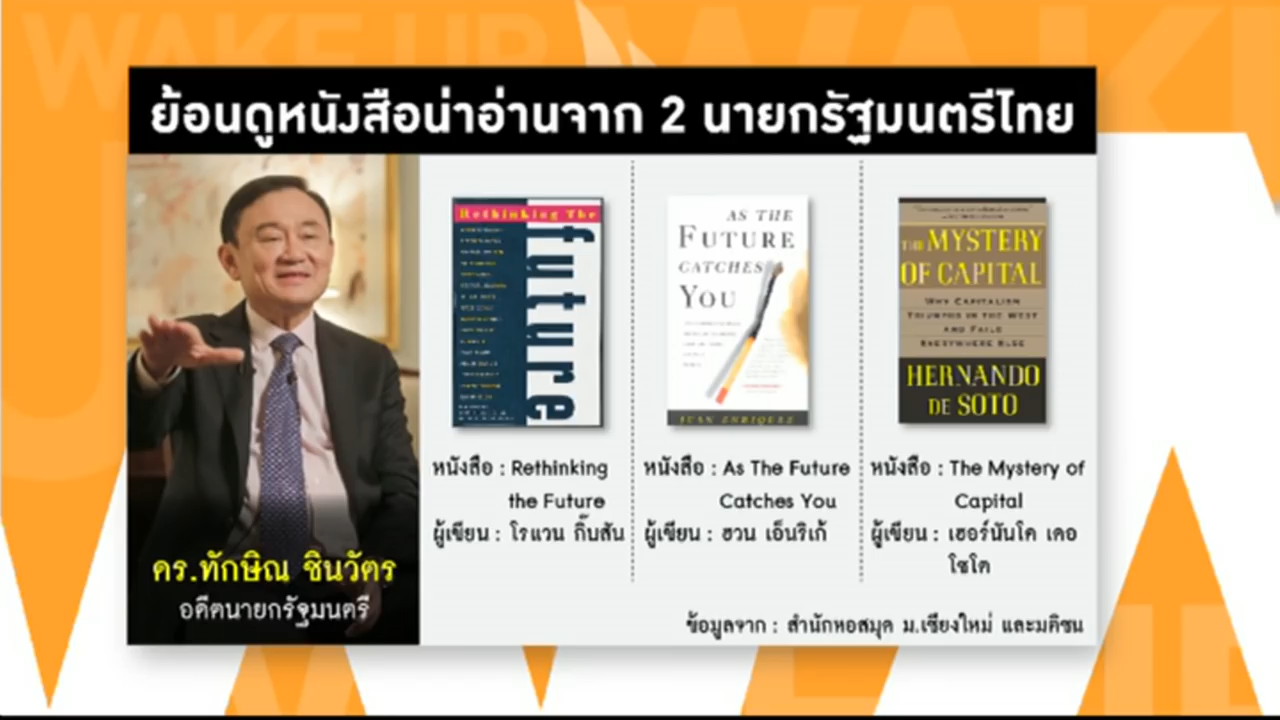 WAKE UP
ย้อนดูหนังสือน่าอ่านจาก 2 นายกรัฐมนตรีไทย
Rethinking The
future
AS THE
FUTURE
CATCHES
YOU
JUAN ENRIQUEZ
THE MYSTERY
OF CAPITAL
WHY CAPITALISM
TRIUMPHS IN THE WEST
AND FAILS
EVERYWHERE ELSE
HERNANDO
DE SOTO
หนังสือ : Rethinking
the Future
ผู้เขียน : โรแวน กิ๊บสัน
หนังสือ : As The Future
Catches You
ผู้เขียน : ฮวน เอ็นริเก้
หนังสือ : The Mystery of
Capital
ผู้เขียน : เฮอร์นันโด เดอ
โซโต
ดร.ทักษิณ ชินวัตร
อดีตนายกรัฐมนตรี
ข้อมูลจาก : สำนักหอสมุด ม.เชียงใหม่ และมติชน